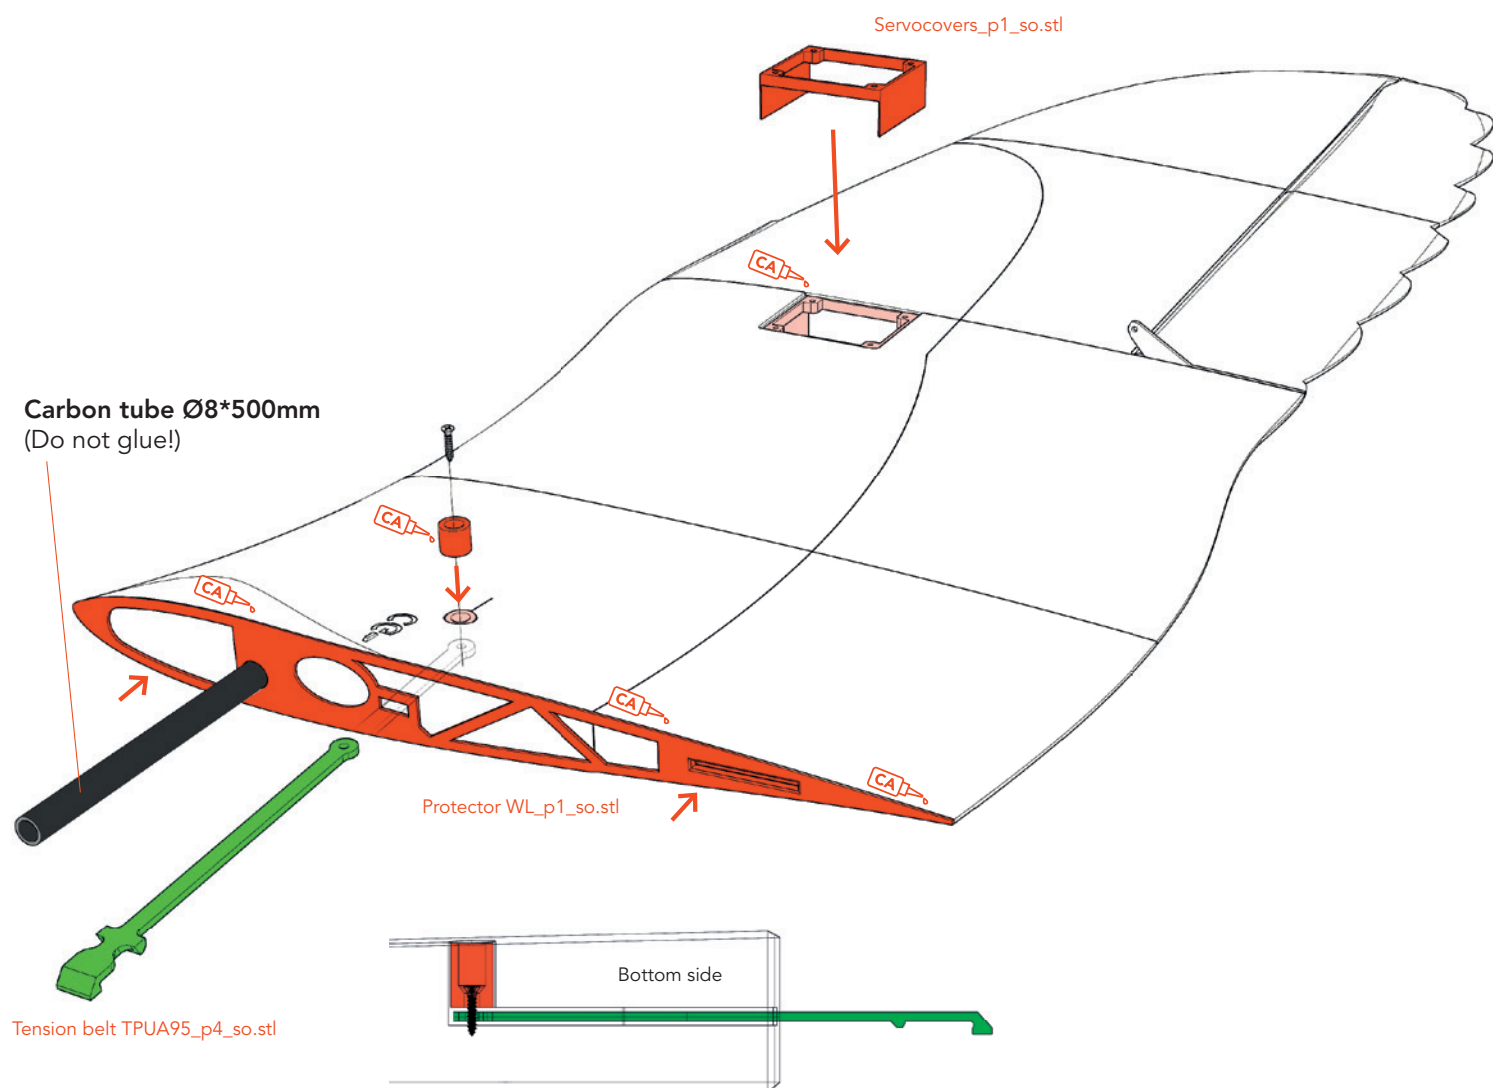 Servocovers_p1_so.stl
CA
Carbon tube Ø8*500mm
(Do not glue!)
CA
CA
CG
CA
CA
Protector WL_p1_so.stl
Bottom side
Tension belt TPUA95_p4_so.stl